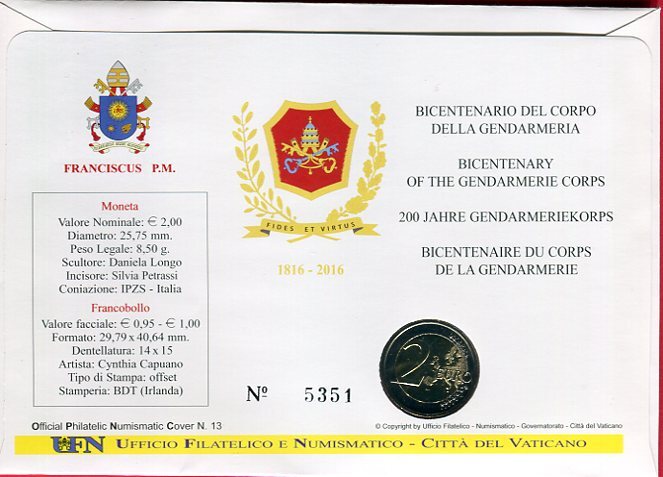 FRANCISCUS P.M.
Moneta
Valore Nominale: € 2,00
Diametro: 25,75 mm.
Peso Legale: 8,50 g.
Scultore: Daniela Longo
Incisore: Silvia Petrassi
Coniazione: IPZS - Italia
Francobollo
Valore facciale: € 0,95 - € 1,00
Formato: 29,79 x 40,64 mm.
Dentellatura: 14 x 15
Artista: Cynthia Capuano
Tipo di Stampa: offset
Stamperia: BDT (Irlanda)
FIDES ET VIRTUS
1816 - 2016
BICENTENARIO DEL CORPO
DELLA GENDARMERIA
BICENTENARY
OF THE GENDARMERIE CORPS
200 JAHRE GENDARMERIEKORPS
BICENTENAIRE DU CORPS
DE LA GENDARMERIE
2
Nº 5351
Official Philatelic Numismatic Cover N. 13
© Copyright by Ufficio Filatelico - Numismatico - Governatorato - Città del Vaticano
UFN UFFICIO FILATELICO E NUMISMATICO - CITTÀ DEL VATICANO